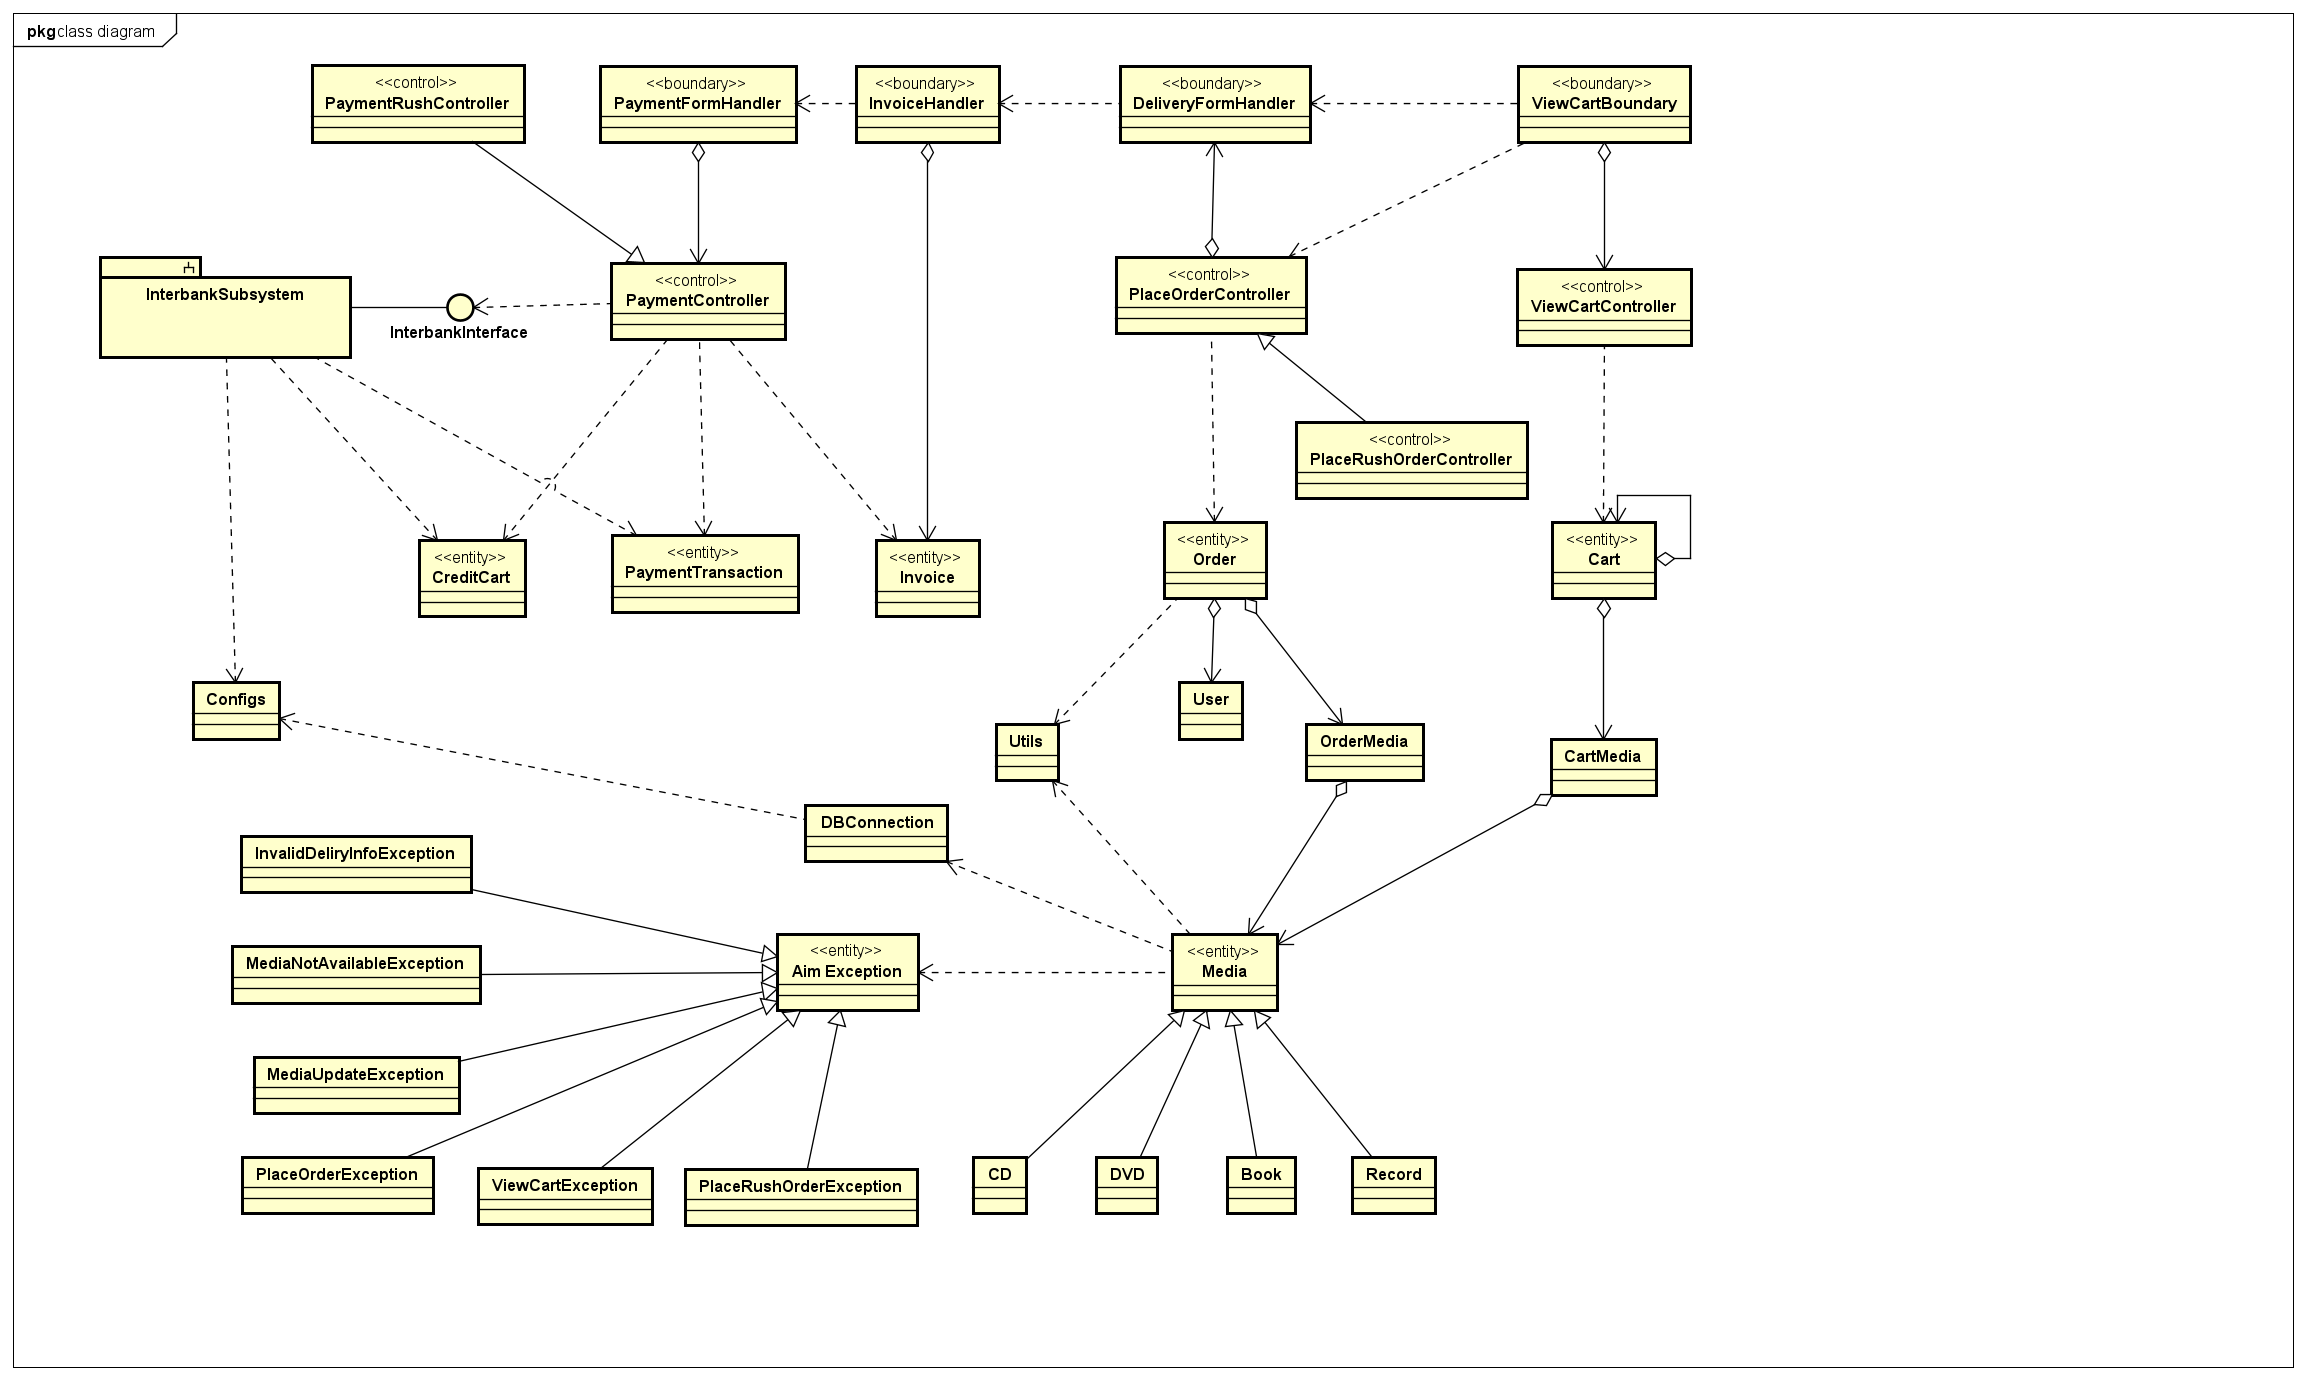 pkg class diagram
<<control>>
PaymentRushController
<<boundary>>
PaymentFormHandler
<<boundary>>
InvoiceHandler
<<boundary>>
DeliveryFormHandler
<<boundary>>
ViewCartBoundary
InterbankSubsystem
InterbankInterface
<<control>>
PaymentController
<<control>>
PlaceOrderController
<<control>>
ViewCartController
<<control>>
PlaceRushOrderController
<<entity>>
CreditCart
<<entity>>
PaymentTransaction
<<entity>>
Invoice
<<entity>>
Order
<<entity>>
Cart
Configs
User
Utils
OrderMedia
CartMedia
DBConnection
InvalidDeliryInfoException
MediaNotAvailableException
<<entity>>
Aim Exception
<<entity>>
Media
MediaUpdateException
PlaceOrderException
ViewCartException
PlaceRushOrderException
CD
DVD
Book
Record